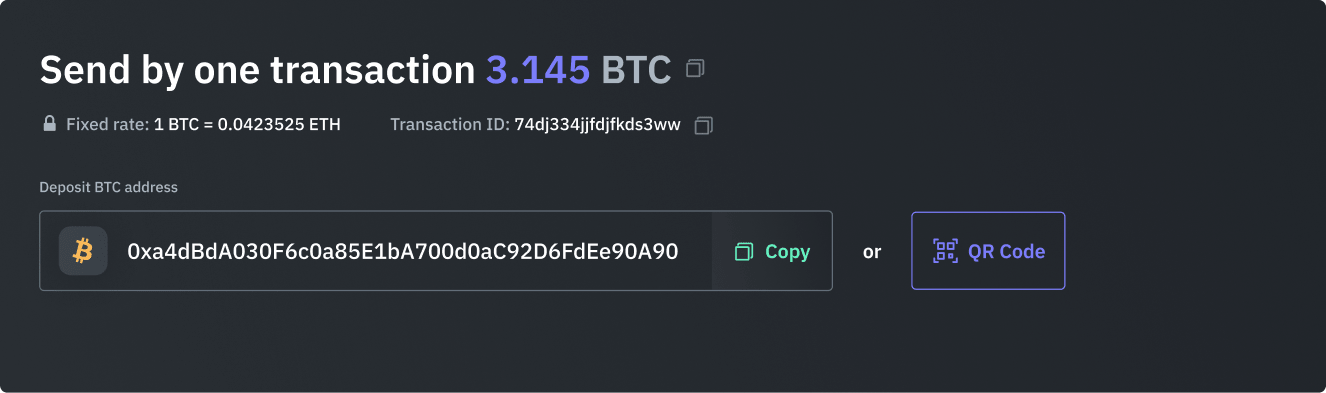 Send by one transaction 3.145 BTC
Fixed rate: 1 BTC = 0.0423525 ETH Transaction ID: 74dj334jjfdjfkds3ww
Deposit BTC address
0xa4dBdA030F6c0a85E1bA700d0aC92D6FdEe90A90 Copy or QR Code